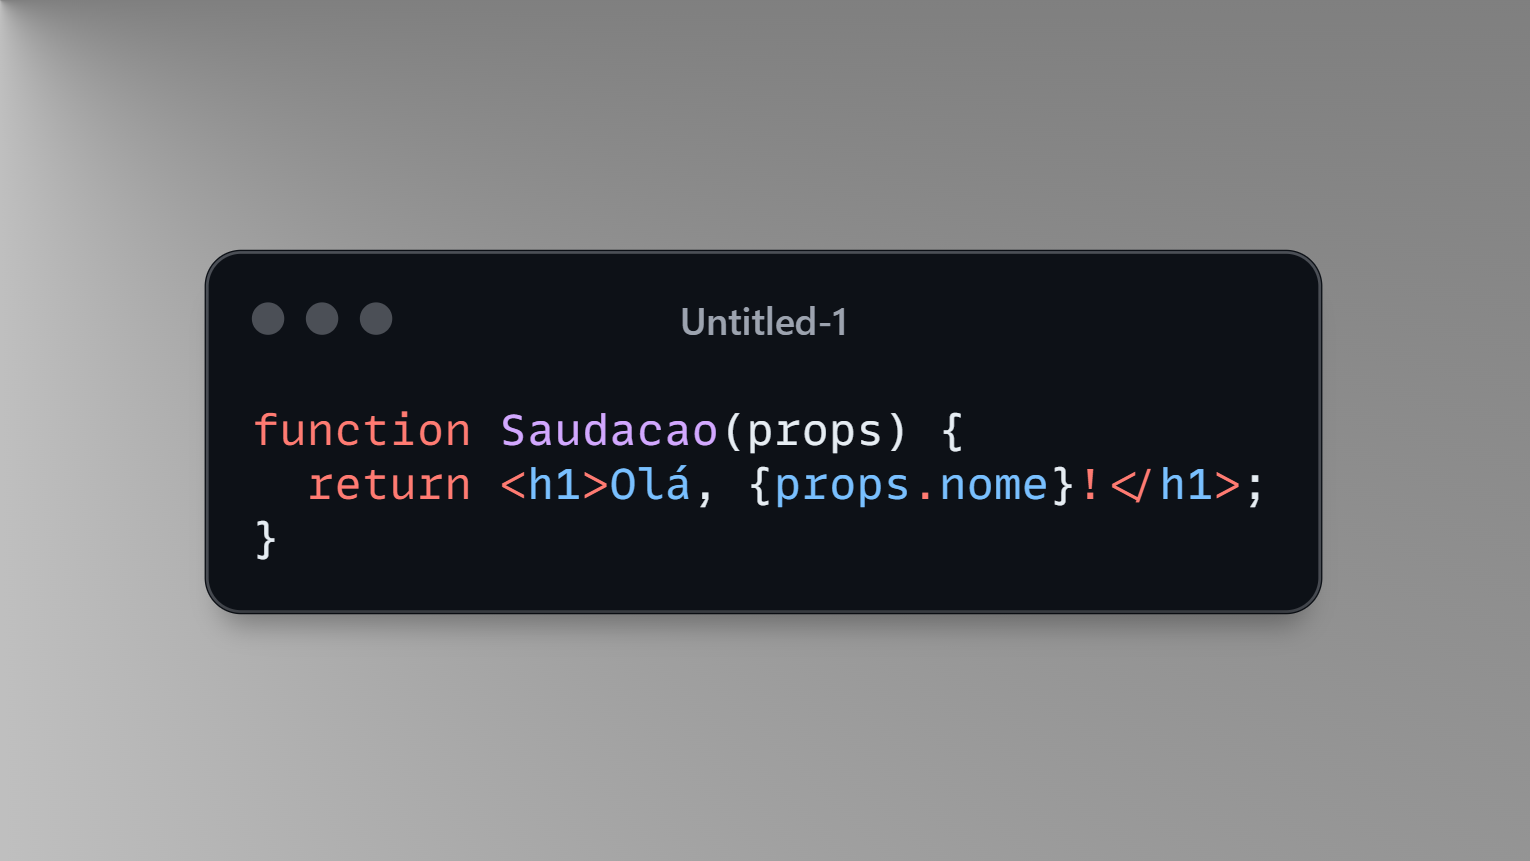 Untitled-1
function Saudacao(props) {
  return <h1>Olá, {props.nome}!</h1>;
}